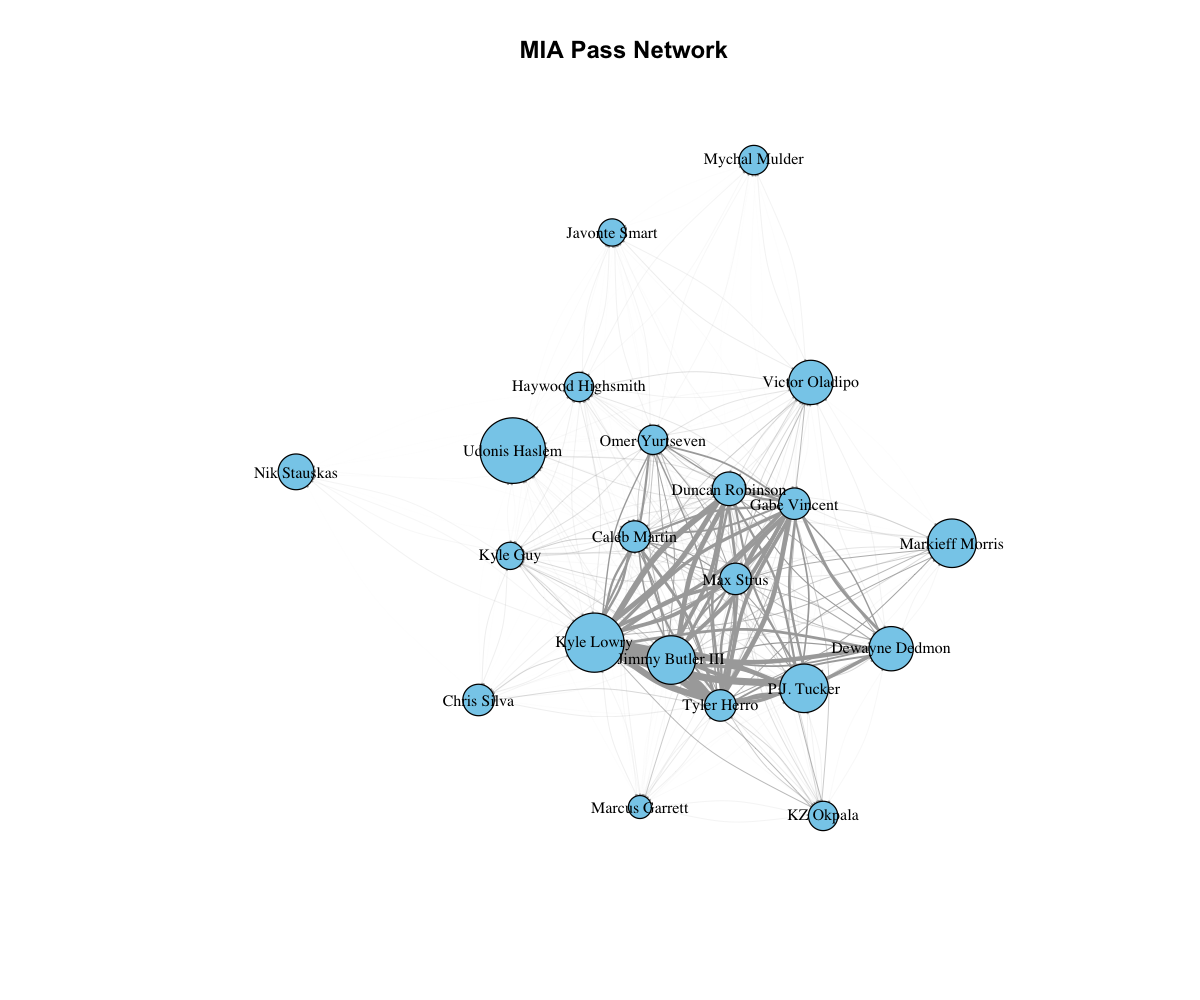 MIA Pass Network
Mychal Mulder
Javonte Smart
Victor Oladipo
Haywood Highsmith
Omer Yurtseven
Udonis Haslem
Nik Stauskas
Duncan Robinson
Gabe Vincent
Caleb Martin
Markieff Morris
Kyle Guy
Max Strus
Kyle Lowry
Dewayne Dedmon
Jimmy Butler III
P.J. Tucker
Chris Silva
Tyler Herro
Marcus Garrett
KZ Okpala